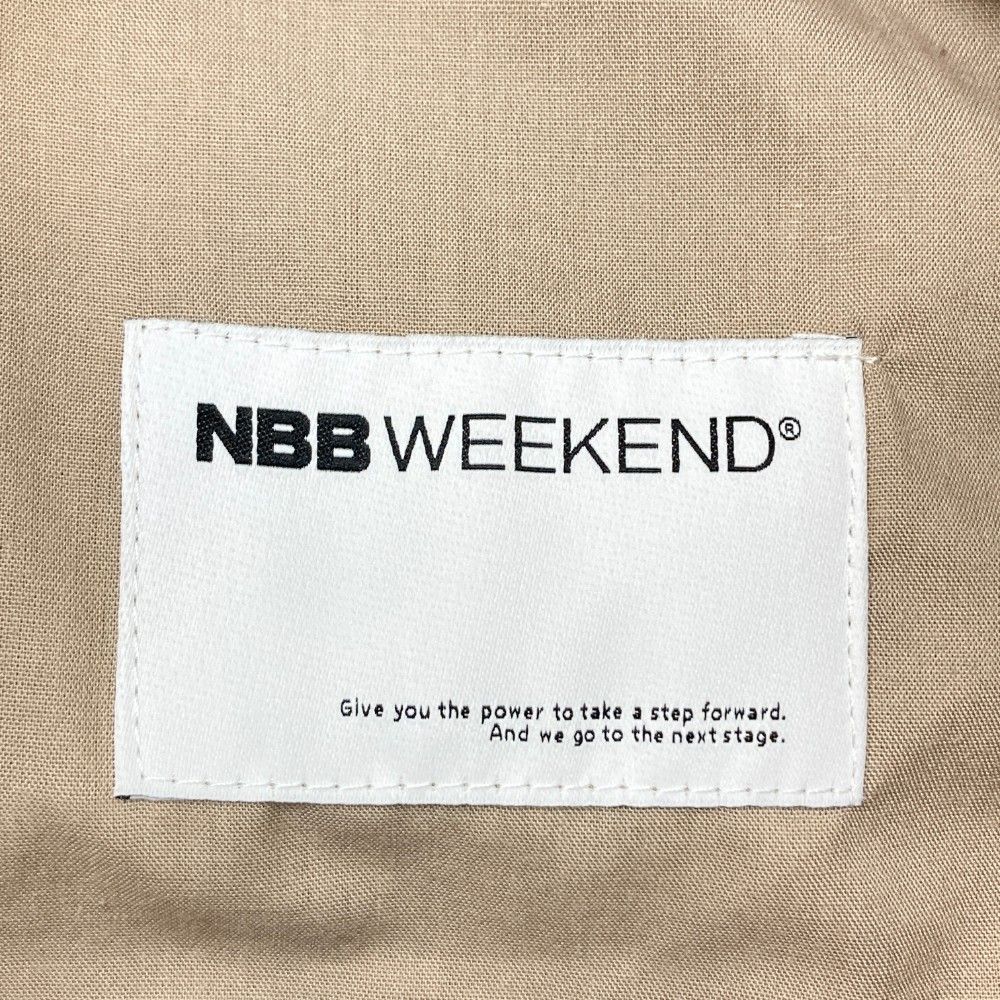 NBB WEEKEND®
Give you the power to take a step forward.
And we go to the next stage.